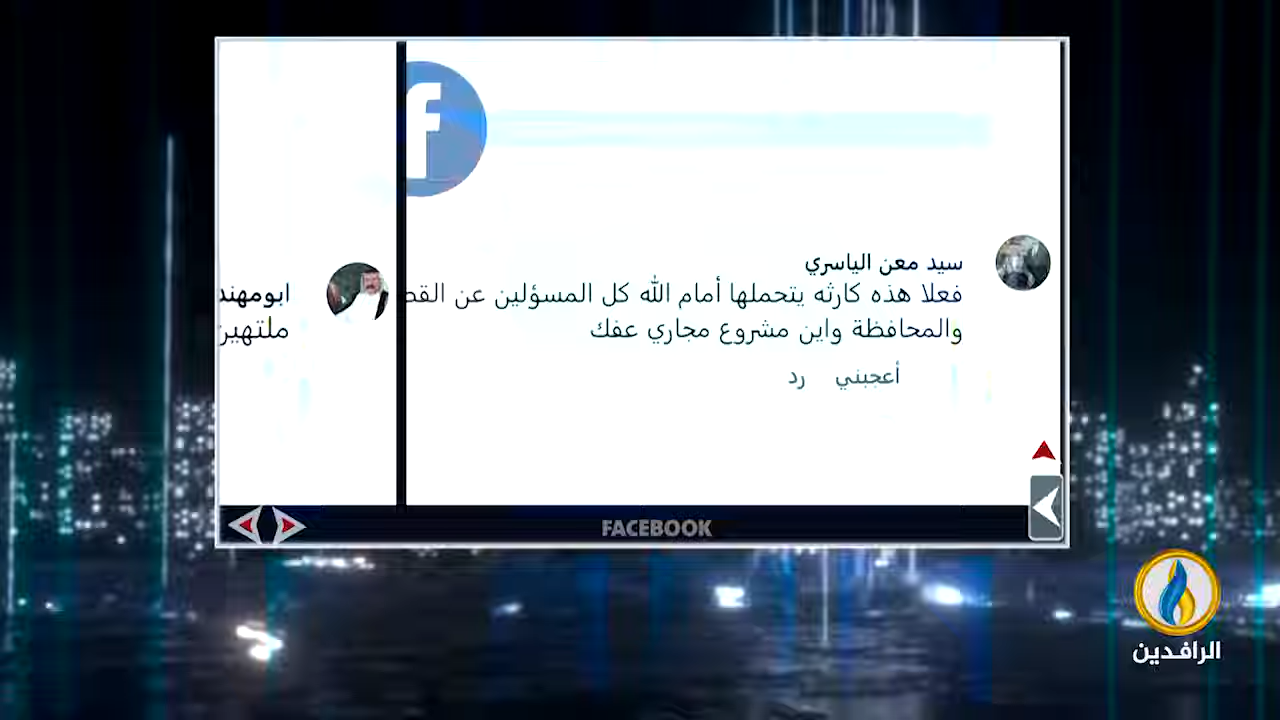 سيد معن الياسري
فعلا هذه كارثه يتحملها أمام الله كل المسؤلين عن
والمحافظة واين مشروع مجاري عفك
أعجبني رد
ابومهند
FACEBOOK
الرافدين